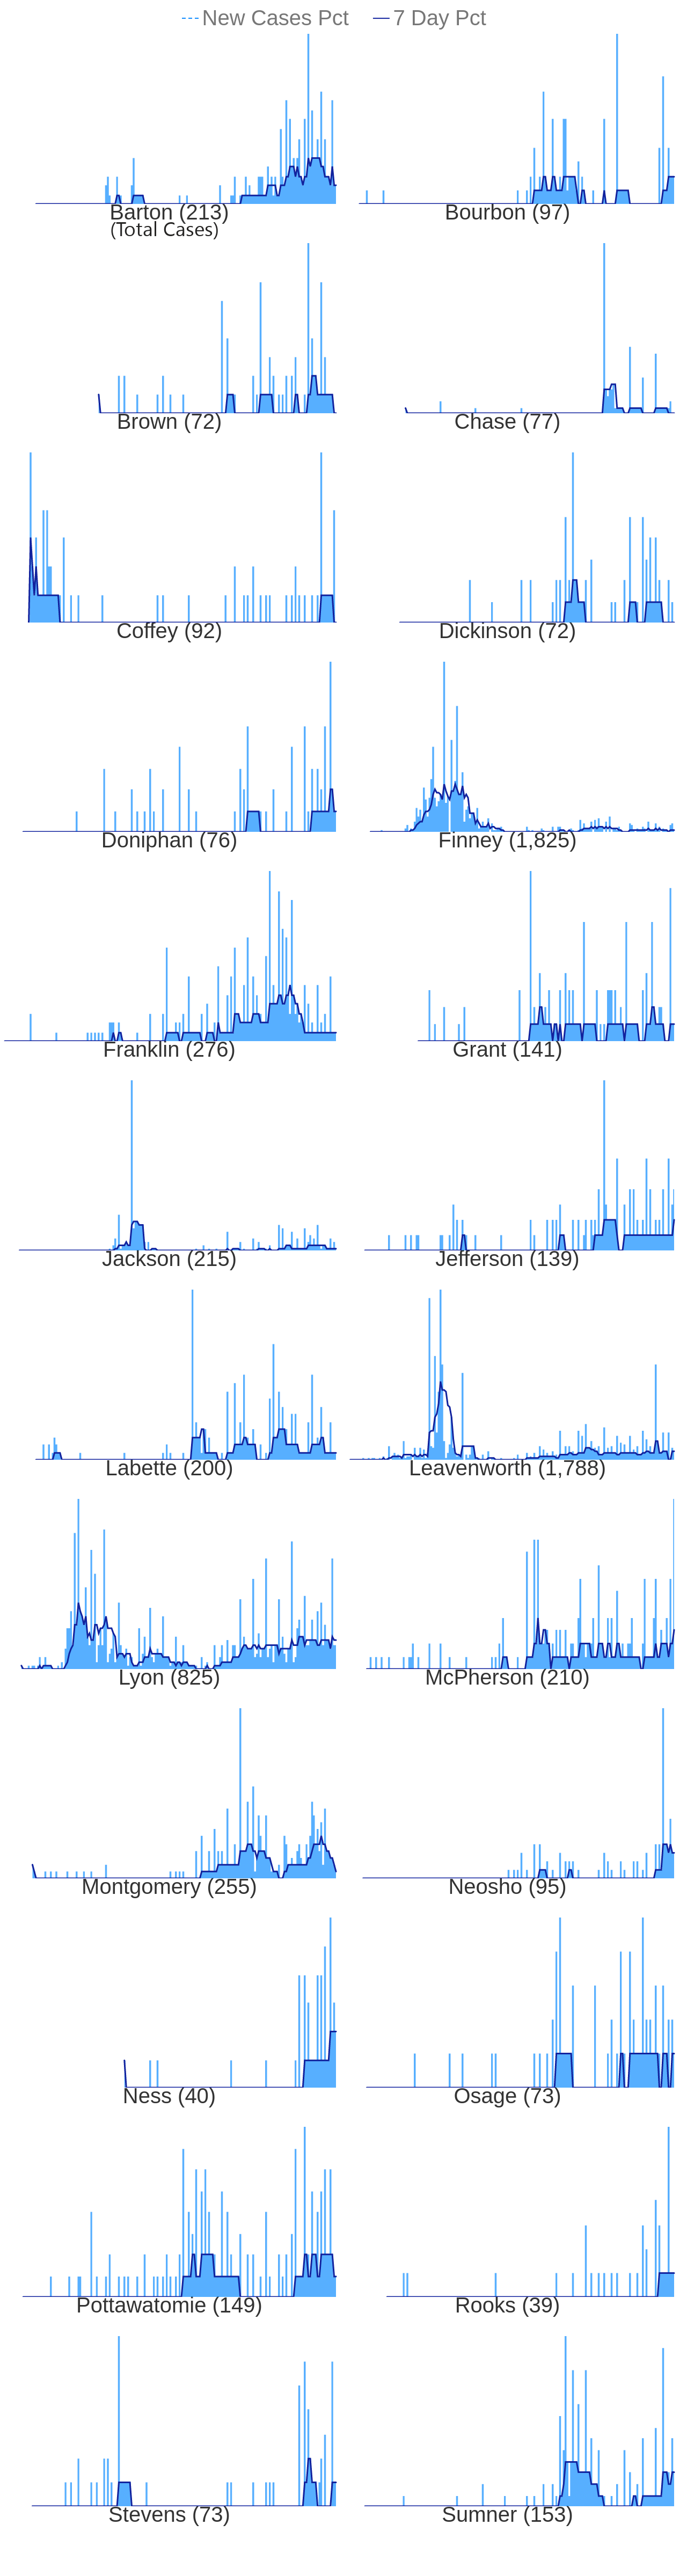 New Cases Pct 7 Day Pct
Barton (213) Bourbon (97)
(Total Cases)
Brown (72) Chase (77)
Coffey (92) Dickinson (72)
Doniphan (76) Finney (1,825)
Franklin (276) Grant (141)
Jackson (215) Jefferson (139)
Labette (200) Leavenworth (1,788)
Lyon (825) McPherson (210)
Montgomery (255) Neosho (95)
Ness (40) Osage (73)
Pottawatomie (149) Rooks (39)
Stevens (73) Sumner (153)